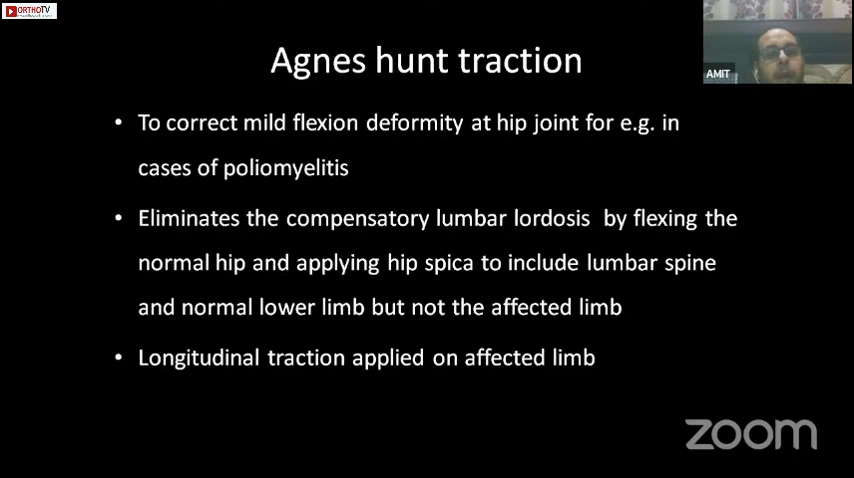 ORTHOTV
AMIT
Agnes hunt traction
• To correct mild flexion deformity at hip joint for e.g. in
cases of poliomyelitis
• Eliminates the compensatory lumbar lordosis by flexing the
normal hip and applying hip spica to include lumbar spine
and normal lower limb but not the affected limb
• Longitudinal traction applied on affected limb
zoom